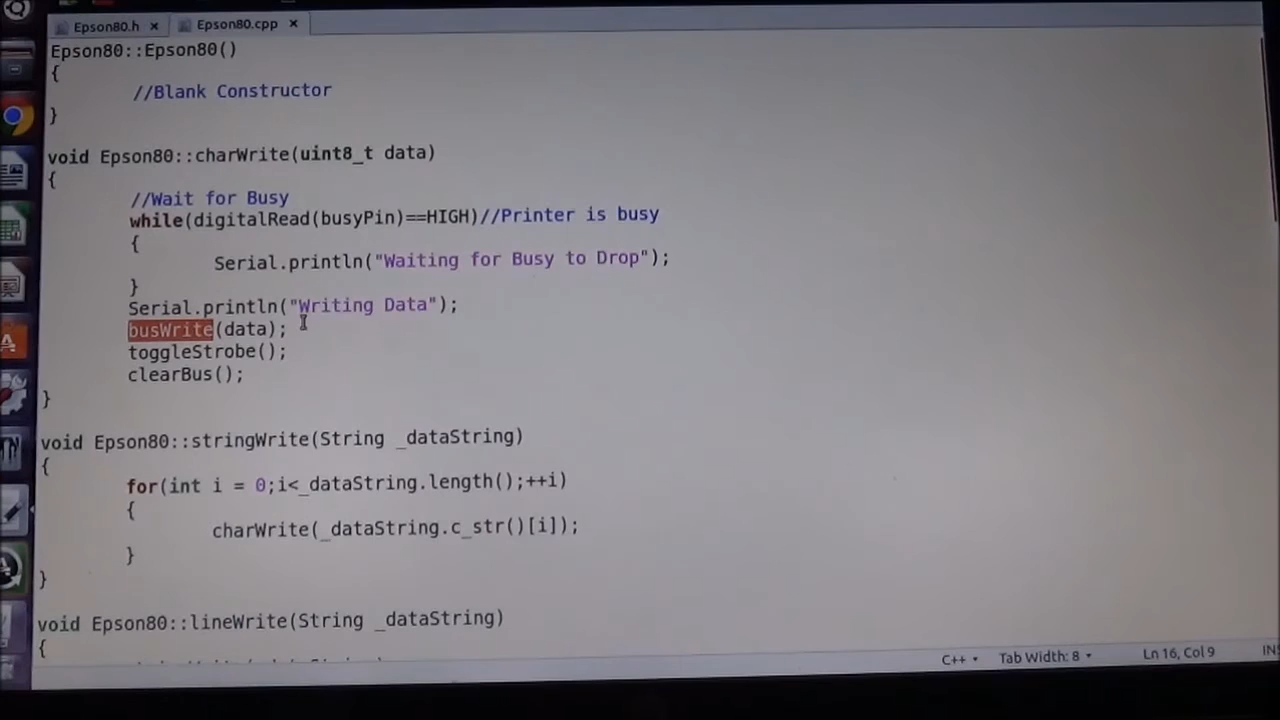 Epson80.h × Epson80.cpp ×
Epson80::Epson80()
{
//Blank Constructor
}
void Epson80::charWrite(uint8_t data)
{
//Wait for Busy
while(digitalRead(busyPin)==HIGH)//Printer is busy
{
Serial.println("Waiting for Busy to Drop");
}
Serial.println("Writing Data");
busWrite(data);
toggleStrobe();
clearBus();
}
void Epson80::stringWrite(String _dataString)
{
for(int i = 0;i<_dataString.length();++i)
{
charWrite(_dataString.c_str()[i]);
}
}
void Epson80::lineWrite(String _dataString)
{
C++ Tab Width: 8 Ln 16, Col 9